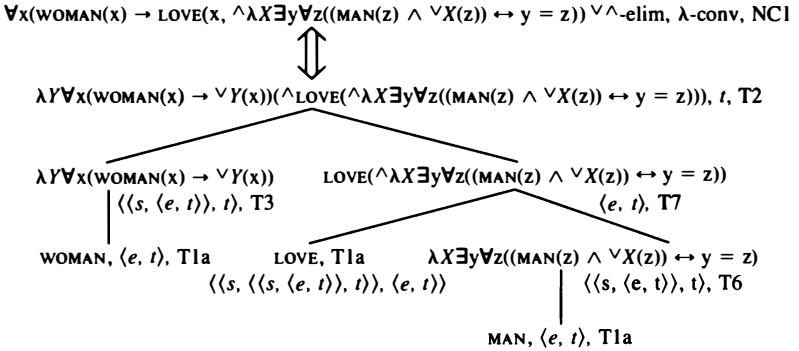 ∀x(WOMAN(x) → LOVE(x, ^λX∃y∀z((MAN(z) ∧ ˅X(z)) ↔ y = z)) ˅^-elim, λ-conv, NC1
λY∀x(WOMAN(x) → ˅Y(x))(^LOVE(^λX∃y∀z((MAN(z) ∧ ˅X(z)) ↔ y = z))), t, T2
λY∀x(WOMAN(x) → ˅Y(x)) LOVE(^λX∃y∀z((MAN(z) ∧ ˅X(z)) ↔ y = z))
⟨⟨s, ⟨e, t⟩⟩, t⟩, T3 ⟨e, t⟩, T7
WOMAN, ⟨e, t⟩, T1a LOVE, T1a λX∃y∀z((MAN(z) ∧ ˅X(z)) ↔ y = z)
⟨⟨s, ⟨⟨s, ⟨e, t⟩⟩, t⟩⟩, ⟨e, t⟩⟩ ⟨⟨s, ⟨e, t⟩⟩, t⟩, T6
MAN, ⟨e, t⟩, T1a